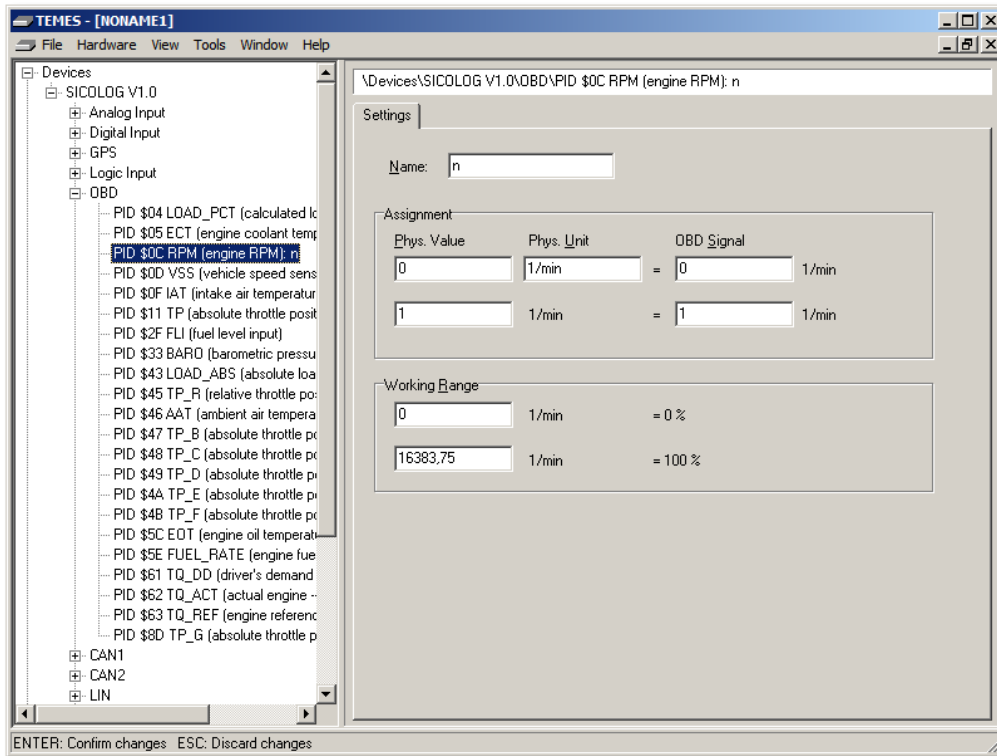 TEMES - [NONAME1]
File Hardware View Tools Window Help
Devices
SICOLOG V1.0
Analog Input
Digital Input
GPS
Logic Input
OBD
PID $04 LOAD_PCT (calculated lo
PID $05 ECT (engine coolant temp
PID $0C RPM (engine RPM): n
PID $0D VSS (vehicle speed sens
PID $0F IAT (intake air temperatur
PID $11 TP (absolute throttle posit
PID $2F FLI (fuel level input)
PID $33 BARO (barometric pressu
PID $43 LOAD_ABS (absolute loa
PID $45 TP_R (relative throttle po
PID $46 AAT (ambient air tempera
PID $47 TP_B (absolute throttle po
PID $48 TP_C (absolute throttle po
PID $49 TP_D (absolute throttle p
PID $4A TP_E (absolute throttle p
PID $4B TP_F (absolute throttle po
PID $5C EOT (engine oil temperat
PID $5E FUEL_RATE (engine fue
PID $61 TQ_DD (driver's demand
PID $62 TQ_ACT (actual engine -
PID $63 TQ_REF (engine referenc
PID $8D TP_G (absolute throttle p
CAN1
CAN2
LIN
\Devices\SICOLOG V1.0\OBD\PID $0C RPM (engine RPM): n
Settings
Name: n
Assignment
Phys. Value Phys. Unit OBD Signal
0 1/min = 0 1/min
1 1/min = 1 1/min
Working Range
0 1/min = 0 %
16383,75 1/min = 100 %
ENTER: Confirm changes ESC: Discard changes